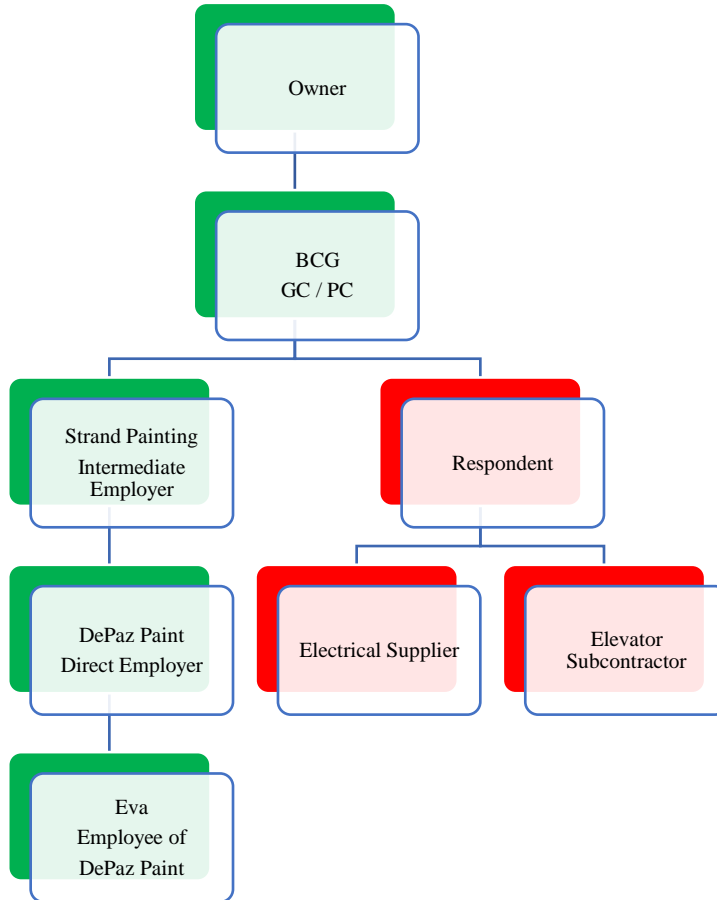 Owner
BCG
GC / PC
Strand Painting
Intermediate
Employer
Respondent
DePaz Paint
Direct Employer
Electrical Supplier
Elevator
Subcontractor
Eva
Employee of
DePaz Paint